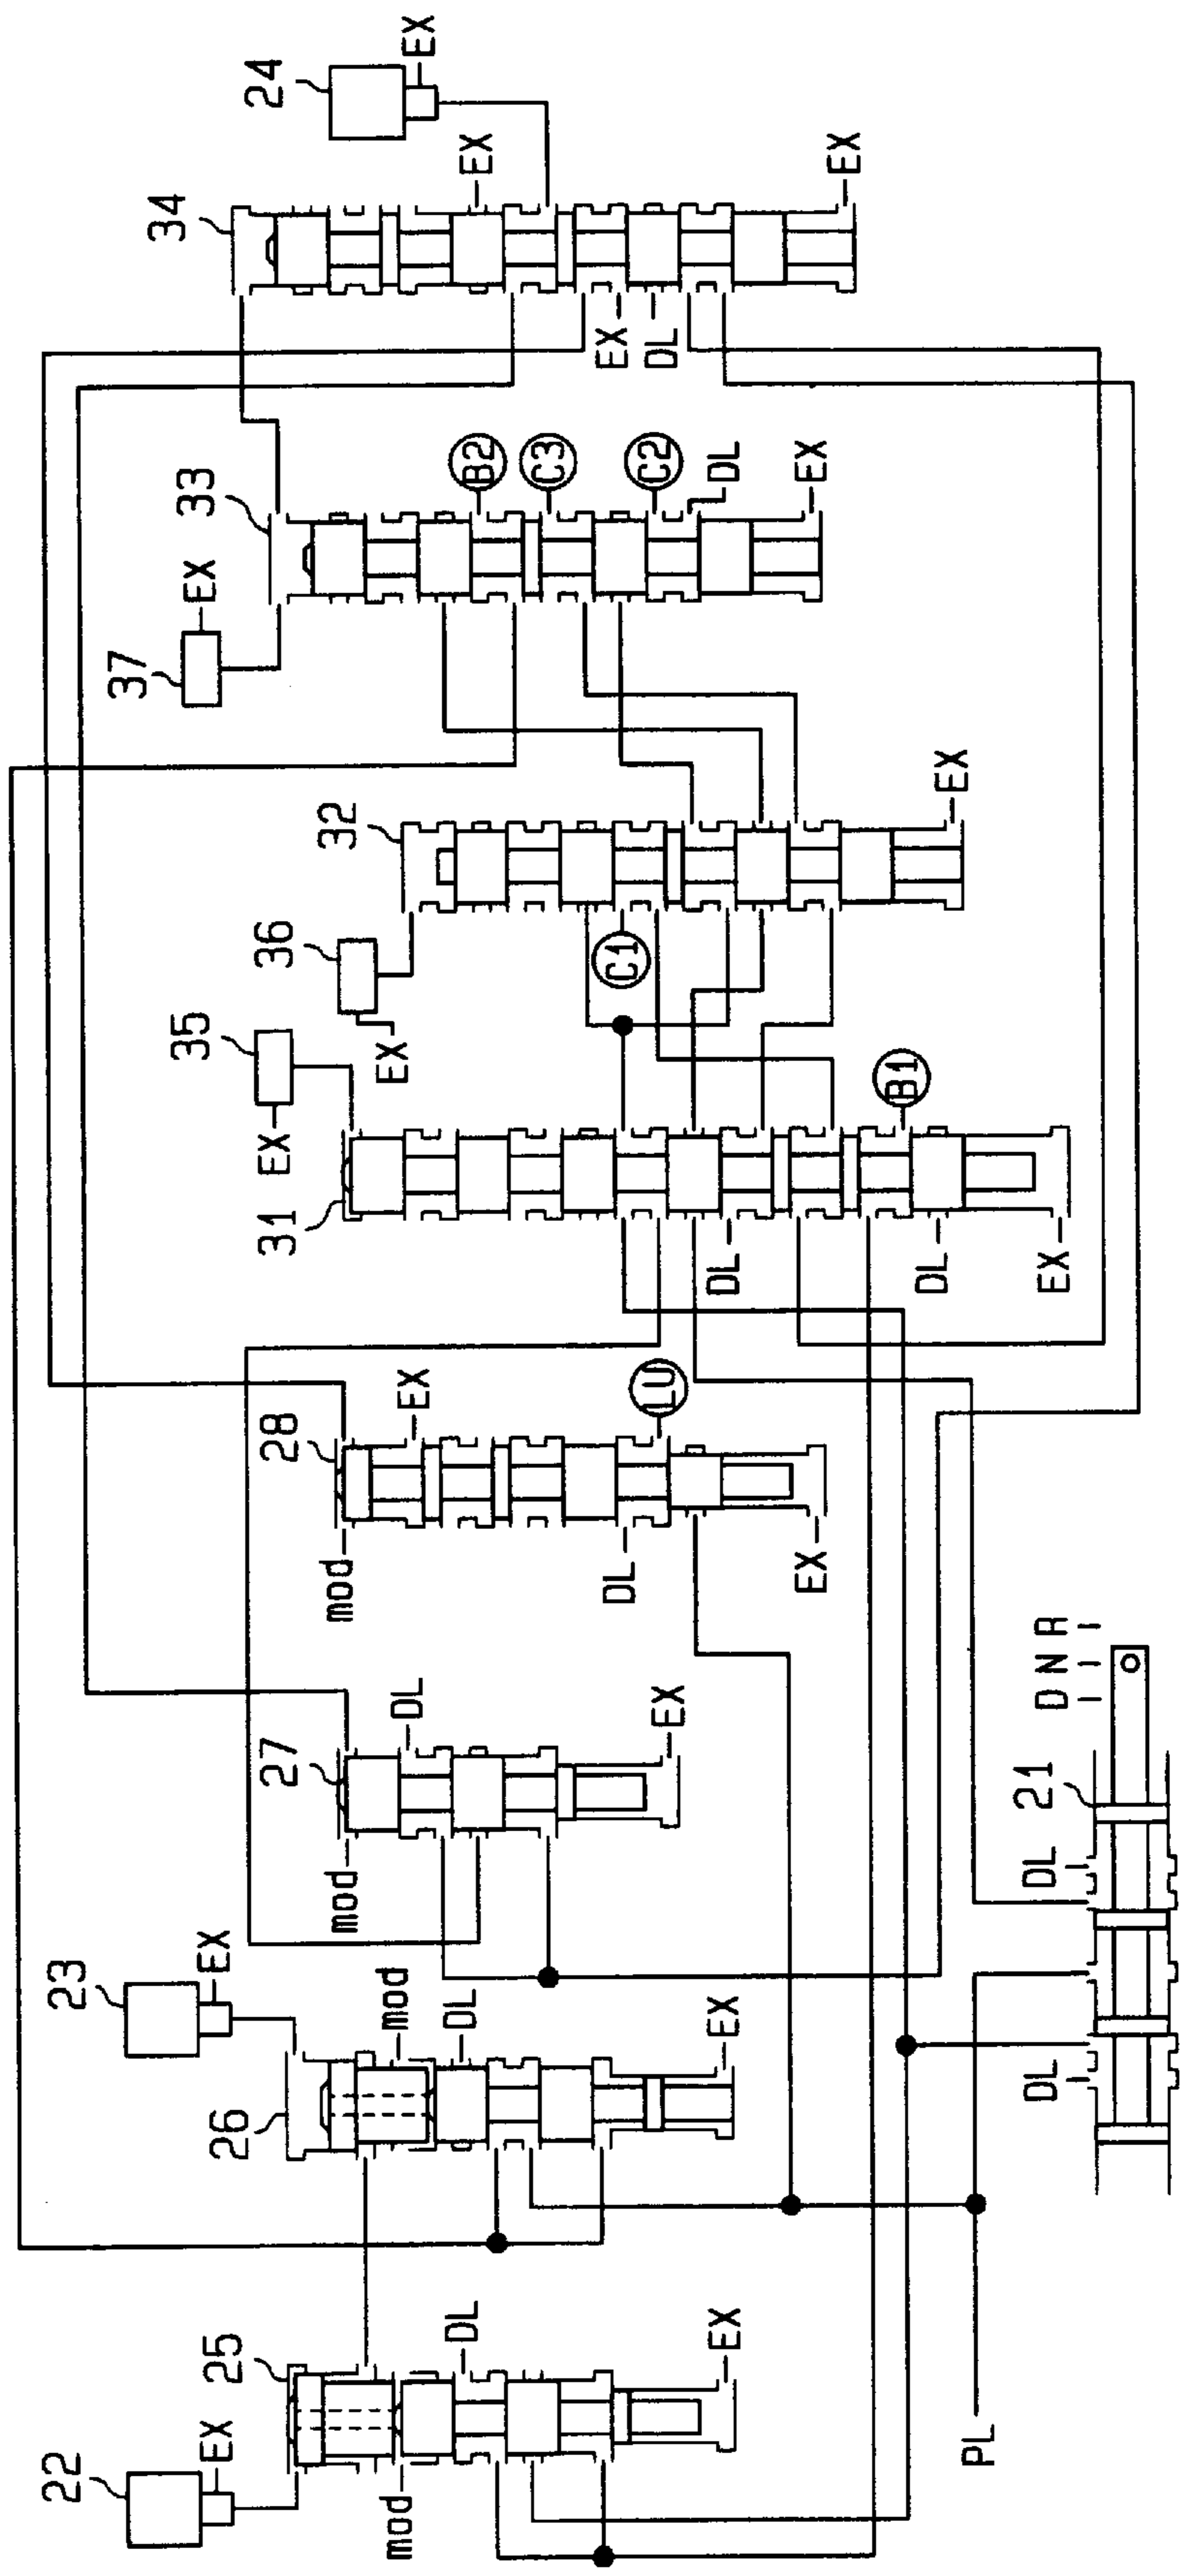 24
EX
34
EX
EX
EX
DL
33
B2
C3
C2
DL
EX
37
EX
32
EX
36
EX
C1
35
EX
31
B1
DL
DL
EX
28
EX
LU
mod
DL
EX
27
DL
EX
mod
D N R
21
DL
DL
23
EX
26
mod
DL
EX
25
DL
EX
22
EX
mod
PL